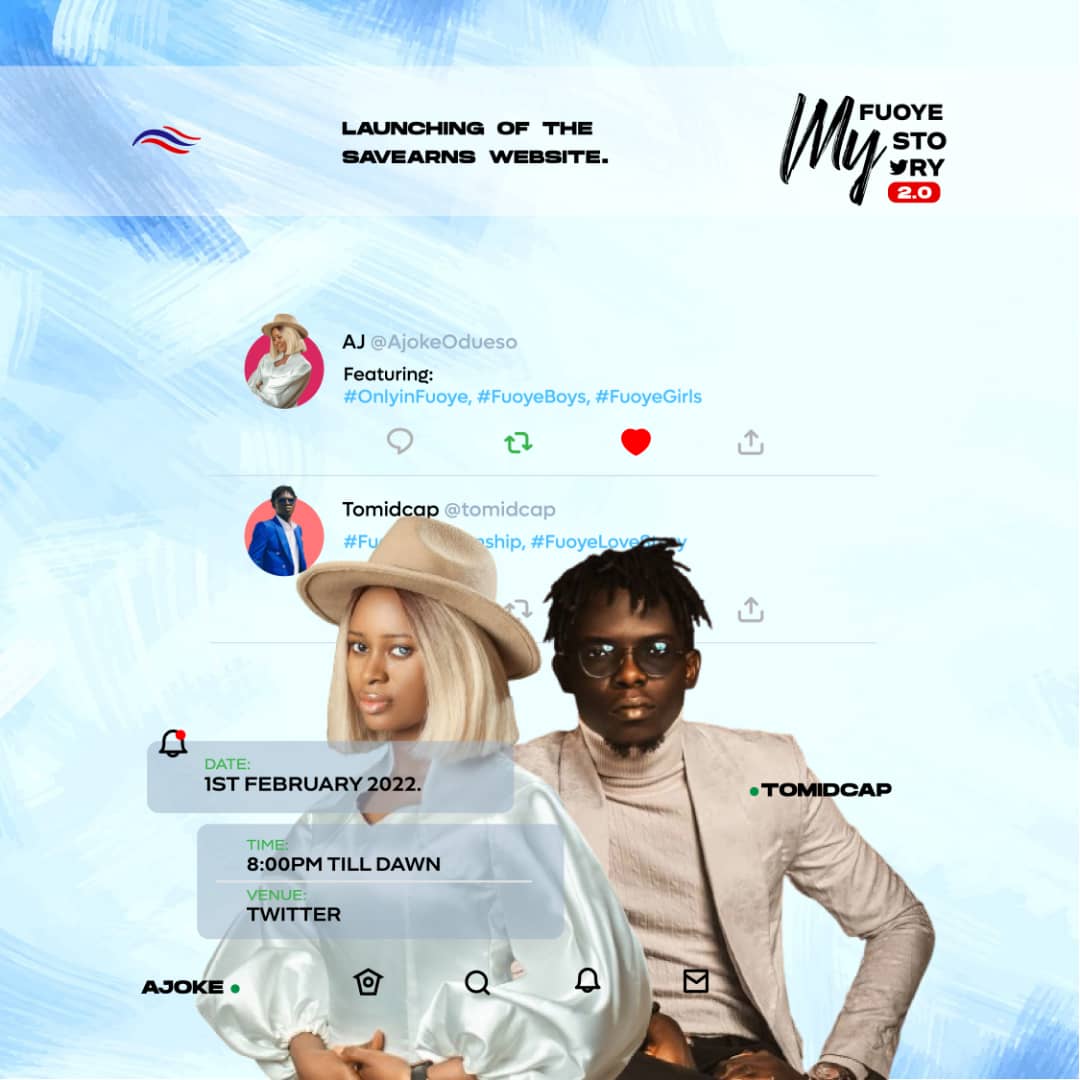 LAUNCHING OF THE
SAVEARNS WEBSITE.
My FUOYE
STO
RY
2.0
AJ @AjokeOdueso
Featuring:
#OnlyinFuoye, #FuoyeBoys, #FuoyeGirls
Tomidcap @tomidcap
DATE:
1ST FEBRUARY 2022.
TOMIDCAP
TIME:
8:00PM TILL DAWN
VENUE:
TWITTER
AJOKE